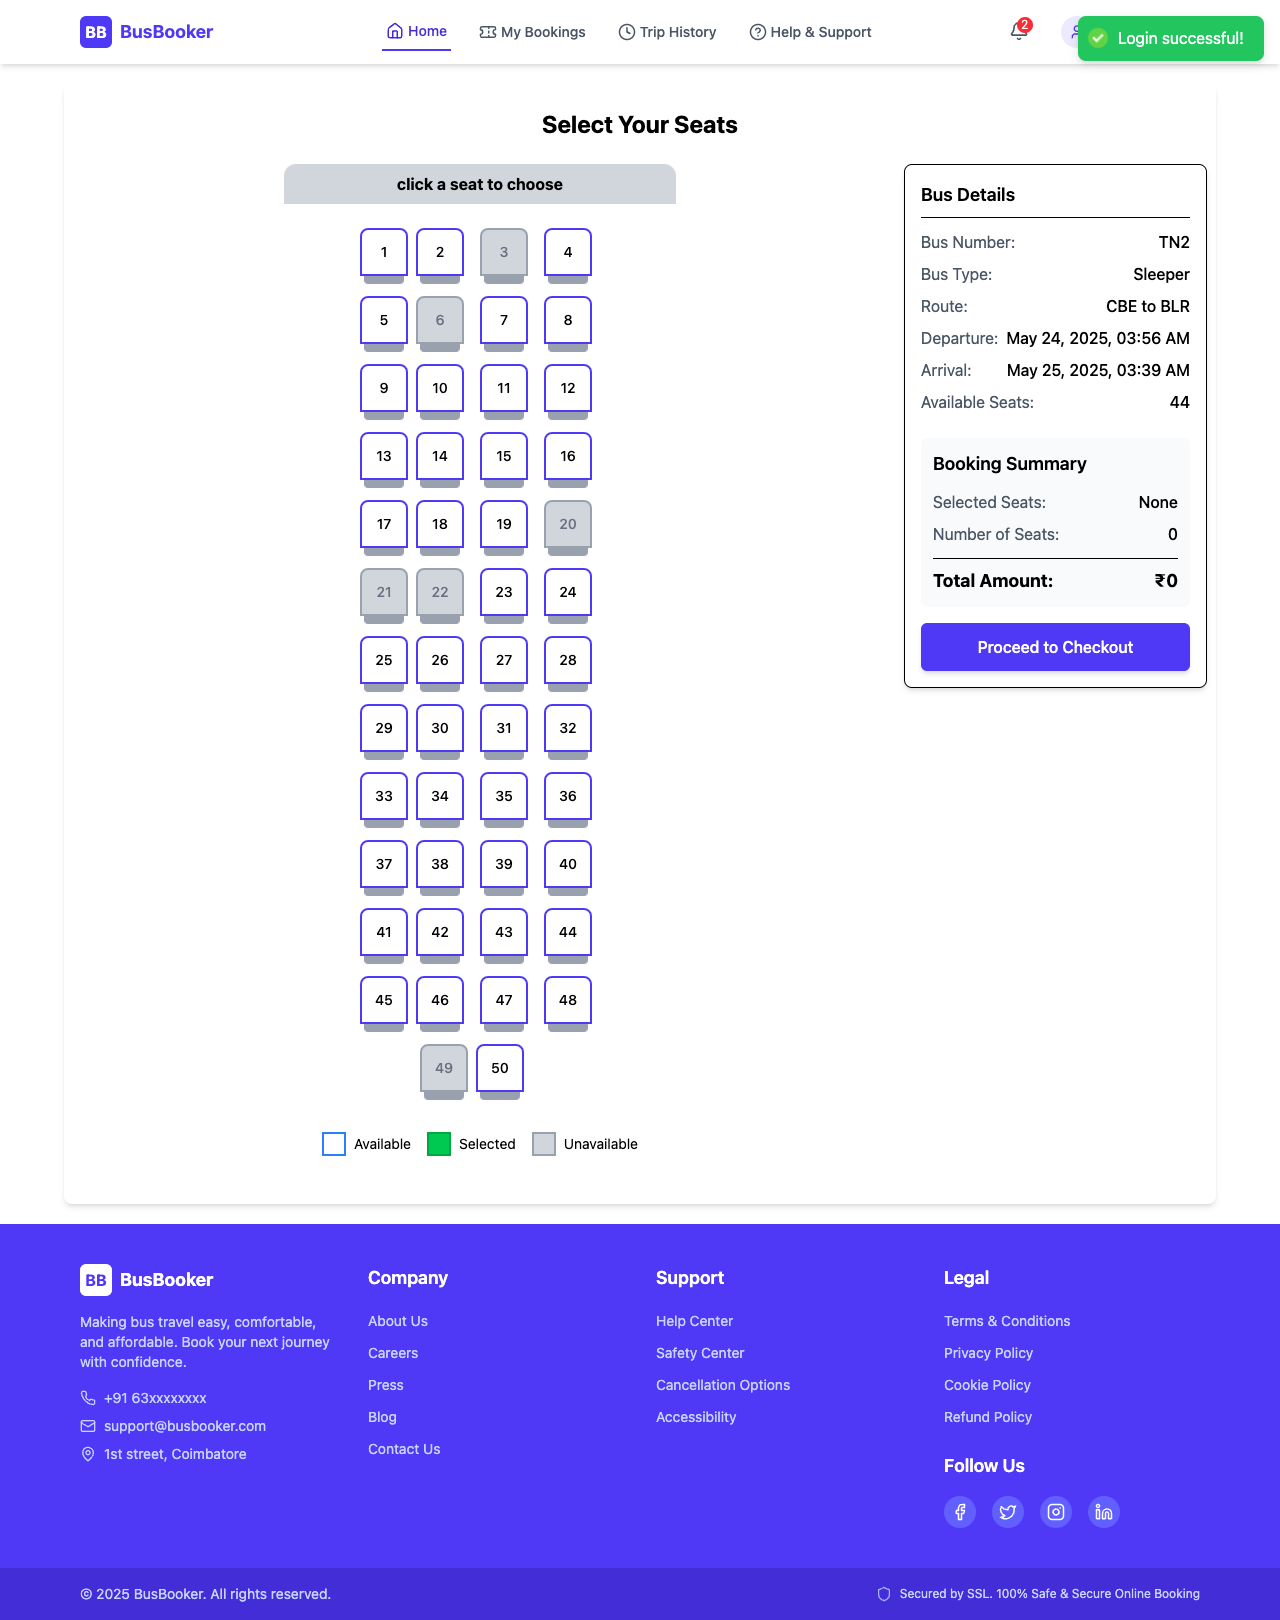 BB BusBooker
Home
My Bookings
Trip History
Help & Support
2
Login successful!
Select Your Seats
click a seat to choose
1 2 3 4
5 6 7 8
9 10 11 12
13 14 15 16
17 18 19 20
21 22 23 24
25 26 27 28
29 30 31 32
33 34 35 36
37 38 39 40
41 42 43 44
45 46 47 48
49 50
Available Selected Unavailable
Bus Details
Bus Number: TN2
Bus Type: Sleeper
Route: CBE to BLR
Departure: May 24, 2025, 03:56 AM
Arrival: May 25, 2025, 03:39 AM
Available Seats: 44
Booking Summary
Selected Seats: None
Number of Seats: 0
Total Amount: ₹0
Proceed to Checkout
BB BusBooker
Making bus travel easy, comfortable,
and affordable. Book your next journey
with confidence.
+91 63xxxxxxxx
support@busbooker.com
1st street, Coimbatore
Company
About Us
Careers
Press
Blog
Contact Us
Support
Help Center
Safety Center
Cancellation Options
Accessibility
Legal
Terms & Conditions
Privacy Policy
Cookie Policy
Refund Policy
Follow Us
© 2025 BusBooker. All rights reserved.
Secured by SSL. 100% Safe & Secure Online Booking